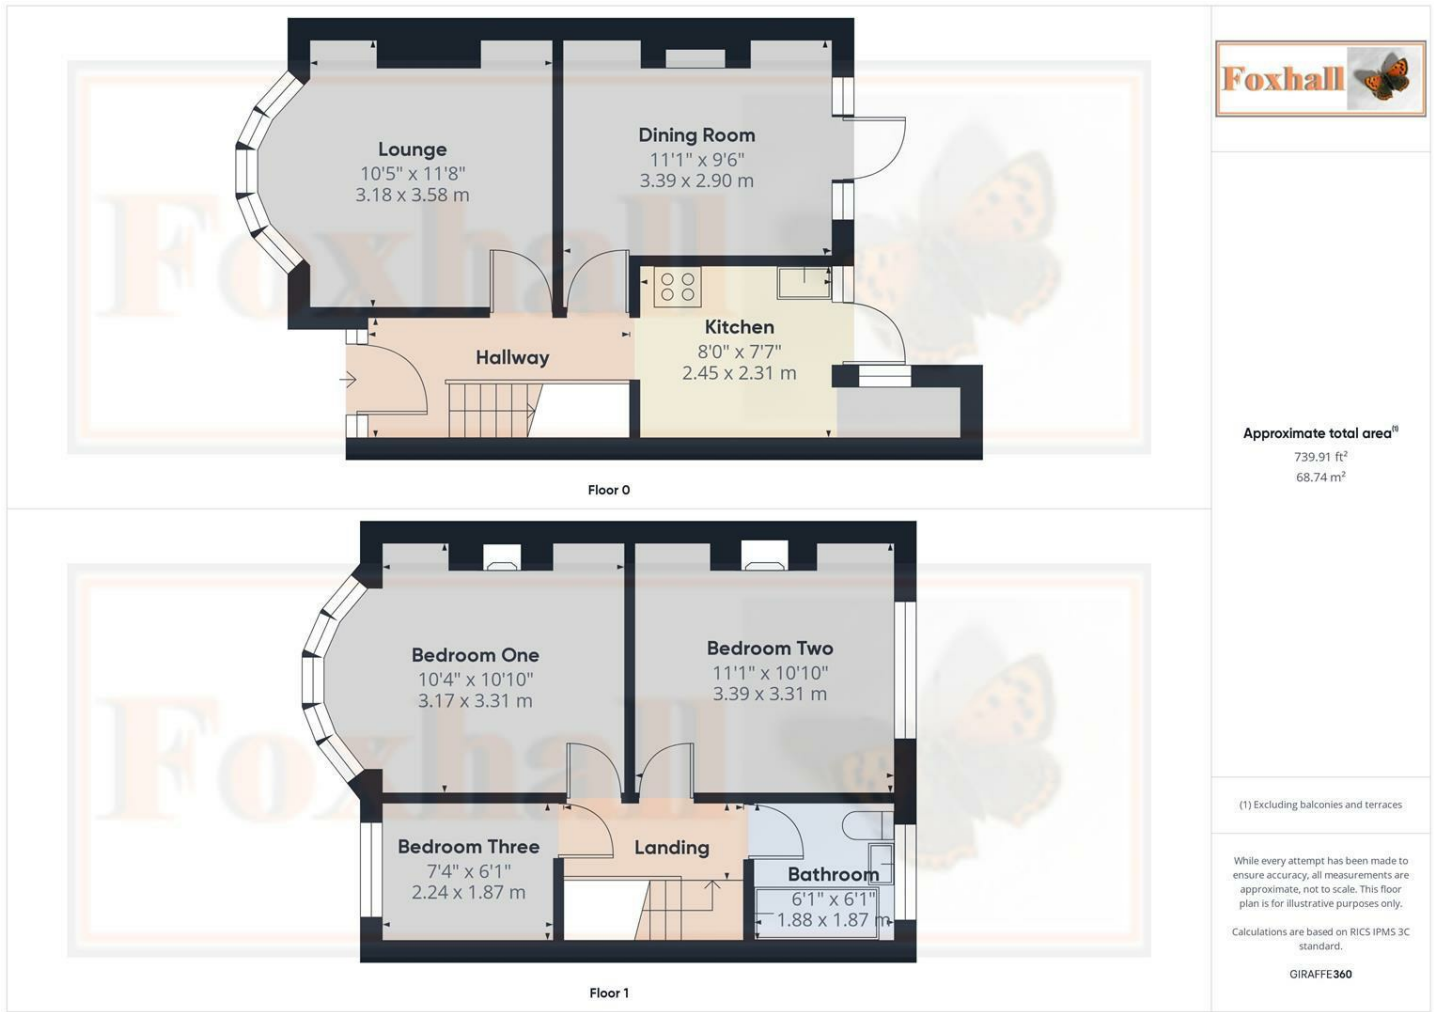 Foxhall
Lounge
10'5" x 11'8"
3.18 x 3.58 m
Dining Room
11'1" x 9'6"
3.39 x 2.90 m
Kitchen
8'0" x 7'7"
2.45 x 2.31 m
Hallway
Foxhall
Floor 0
Bedroom One
10'4" x 10'10"
3.17 x 3.31 m
Bedroom Two
11'1" x 10'10"
3.39 x 3.31 m
Bedroom Three
7'4" x 6'1"
2.24 x 1.87 m
Landing
Bathroom
6'1" x 6'1"
1.88 x 1.87 m
Foxhall
Floor 1
Approximate total area(1)
739.91 ft²
68.74 m²
(1) Excluding balconies and terraces
While every attempt has been made to
ensure accuracy, all measurements are
approximate, not to scale. This floor
plan is for illustrative purposes only.
Calculations are based on RICS IPMS 3C
standard.
GIRAFFE360